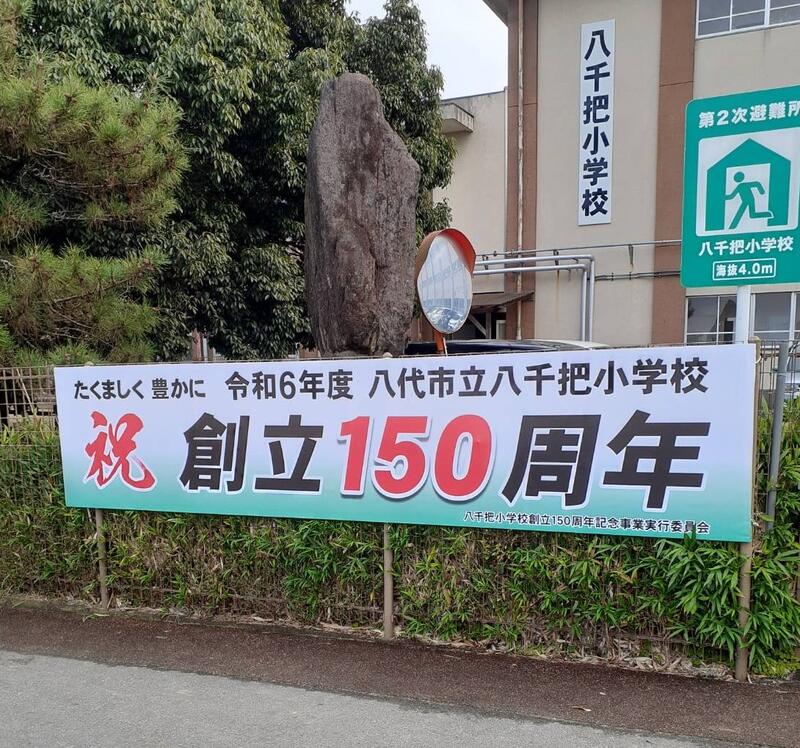 八千把小学校
第2次避難所
八千把小学校
海抜4.0m
たくましく 豊かに 令和6年度 八代市立八千把小学校
祝 創立150周年
八千把小学校創立150周年記念事業実行委員会